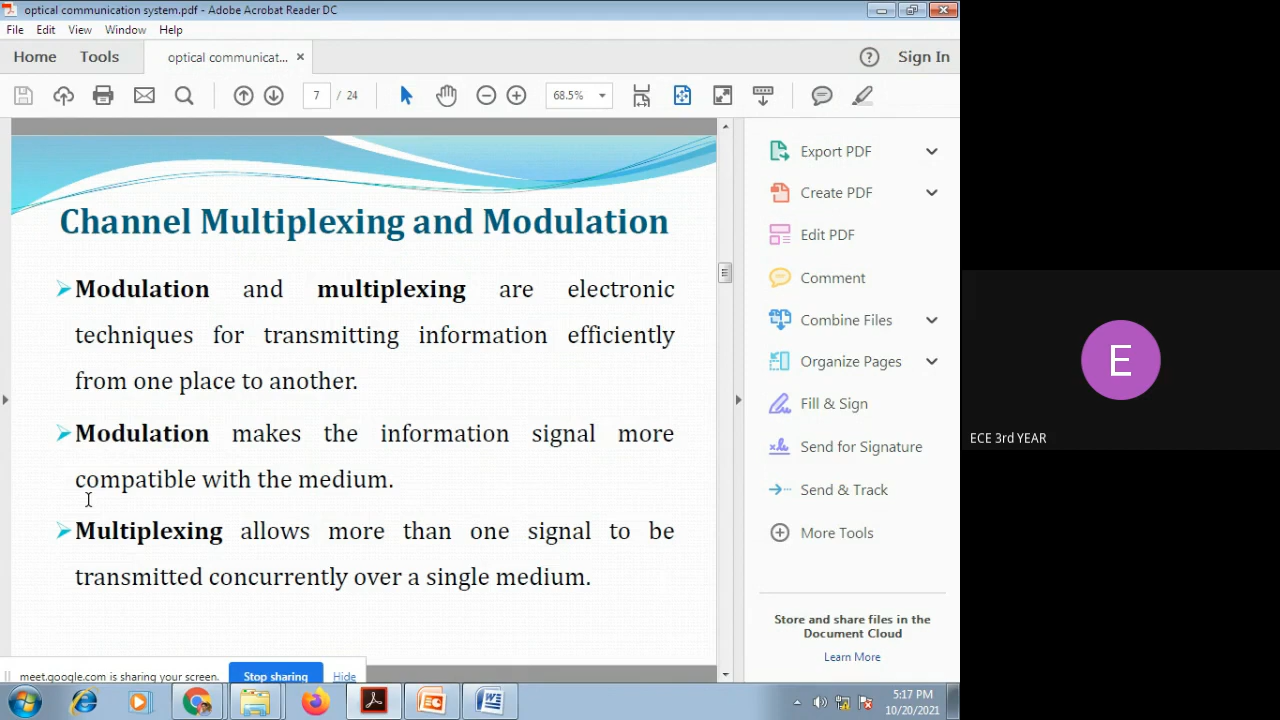 optical communication system.pdf - Adobe Acrobat Reader DC
File Edit View Window Help
Home Tools optical communicat... × Sign In
7 / 24 68.5%
Channel Multiplexing and Modulation
Modulation and multiplexing are electronic
techniques for transmitting information efficiently
from one place to another.
Modulation makes the information signal more
compatible with the medium.
Multiplexing allows more than one signal to be
transmitted concurrently over a single medium.
Export PDF
Create PDF
Edit PDF
Comment
Combine Files
Organize Pages
Fill & Sign
Send for Signature
Send & Track
More Tools
Store and share files in the
Document Cloud
Learn More
E
ECE 3rd YEAR
meet.google.com is sharing your screen. Stop sharing Hide
5:17 PM
10/20/2021